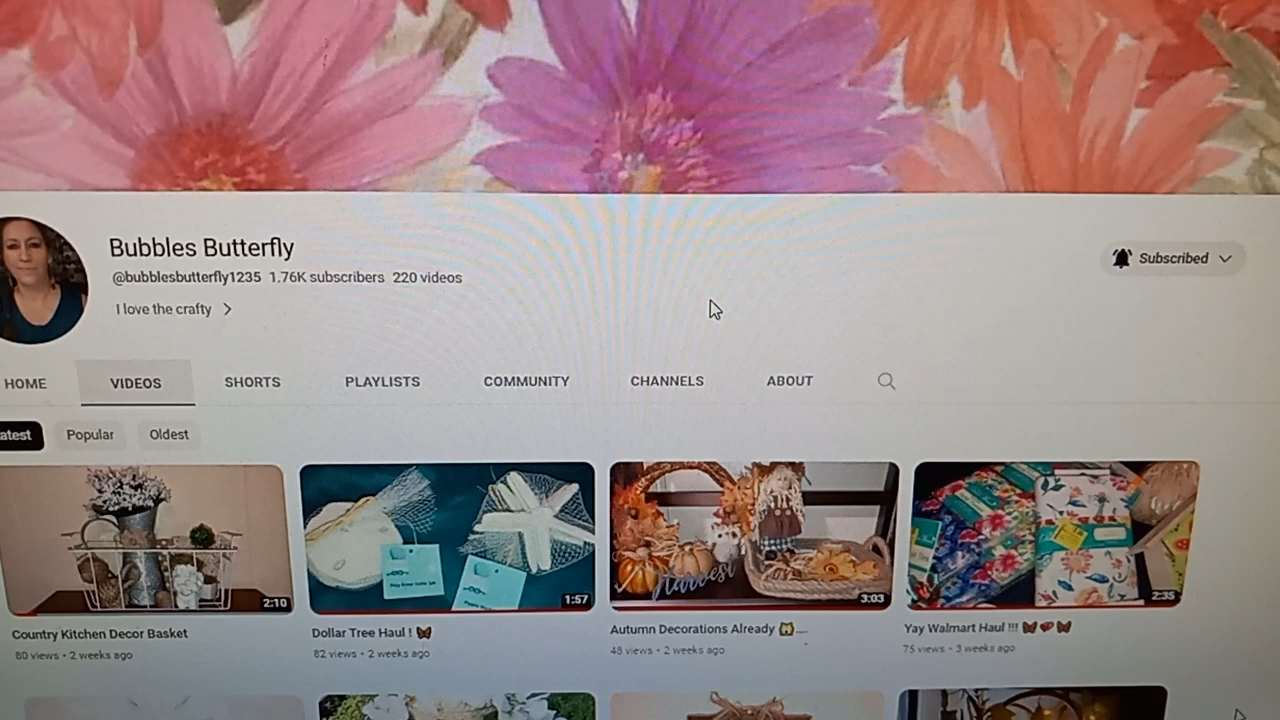 Bubbles Butterfly
@bubblesbutterfly1235 1.76K subscribers 220 videos
Subscribed
I love the crafty
HOME VIDEOS SHORTS PLAYLISTS COMMUNITY CHANNELS ABOUT
atest Popular Oldest
Harvest
2:10 1:57 3:03 2:35
Country Kitchen Decor Basket
80 views • 2 weeks ago
Dollar Tree Haul !
82 views • 2 weeks ago
Autumn Decorations Already
48 views • 2 weeks ago
Yay Walmart Haul !!!
75 views • 3 weeks ago